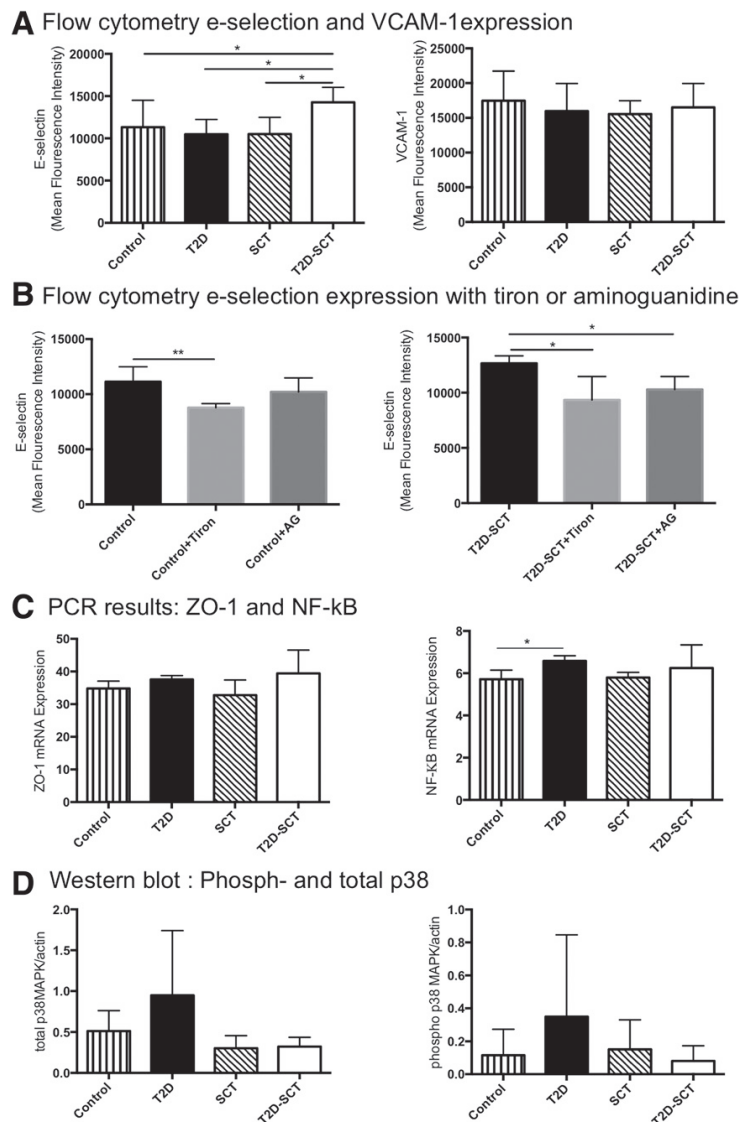 A Flow cytometry e-selection and VCAM-1expression
E-selectin
(Mean Flourescence Intensity)
20000
15000
10000
5000
0
*
*
*
Control
T2D
SCT
T2D-SCT
VCAM-1
(Mean Flourescence Intensity)
25000
20000
15000
15000
5000
0
Control
T2D
SCT
T2D-SCT
B Flow cytometry e-selection expression with tiron or aminoguanidine
E-selectin
(Mean Flourescence Intensity)
15000
10000
5000
0
**
Control
Control+Tiron
Control+AG
E-selectin
(Mean Flourescence Intensity)
15000
10000
5000
0
*
*
T2D-SCT
T2D-SCT+Tiron
T2D-SCT+AG
C PCR results: ZO-1 and NF-kB
ZO-1 mRNA Expression
50
40
30
20
10
0
Control
T2D
SCT
T2D-SCT
NF-KB mRNA Expression
8
6
4
2
0
*
Control
T2D
SCT
T2D-SCT
D Western blot : Phosph- and total p38
total p38MAPK/actin
2.0
1.5
1.0
0.5
0.0
Control
T2D
SCT
T2D-SCT
phospho p38 MAPK/actin
1.0
0.8
0.6
0.4
0.2
0.0
Control
T2D
SCT
T2D-SCT